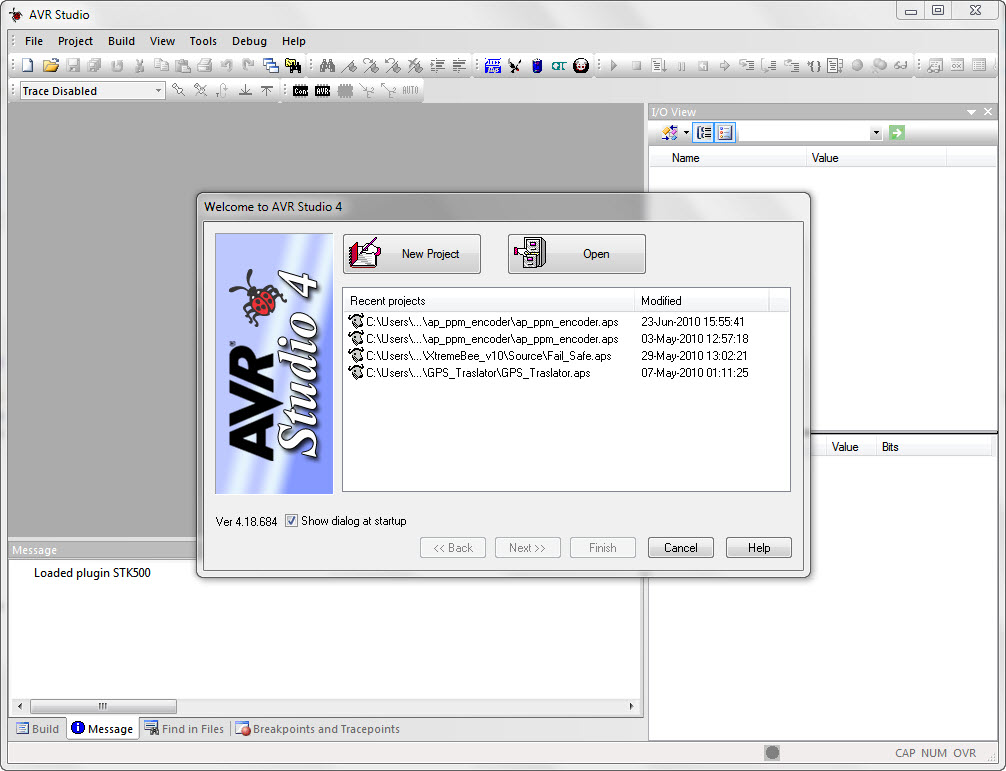 AVR Studio
File Project Build View Tools Debug Help
Trace Disabled
Con AVR AUTO
I/O View
Name Value
Welcome to AVR Studio 4
New Project Open
AVR®
Studio 4
Recent projects Modified
C:\Users\...\ap_ppm_encoder\ap_ppm_encoder.aps 23-Jun-2010 15:55:41
C:\Users\...\ap_ppm_encoder\ap_ppm_encoder.aps 03-May-2010 12:57:18
C:\Users\...\XtremeBee_v10\Source\Fail_Safe.aps 29-May-2010 13:02:21
C:\Users\...\GPS_Traslator\GPS_Traslator.aps 07-May-2010 01:11:25
Value Bits
Ver 4.18.684 Show dialog at startup
<< Back Next >> Finish Cancel Help
Message
Loaded plugin STK500
Build Message Find in Files Breakpoints and Tracepoints
CAP NUM OVR